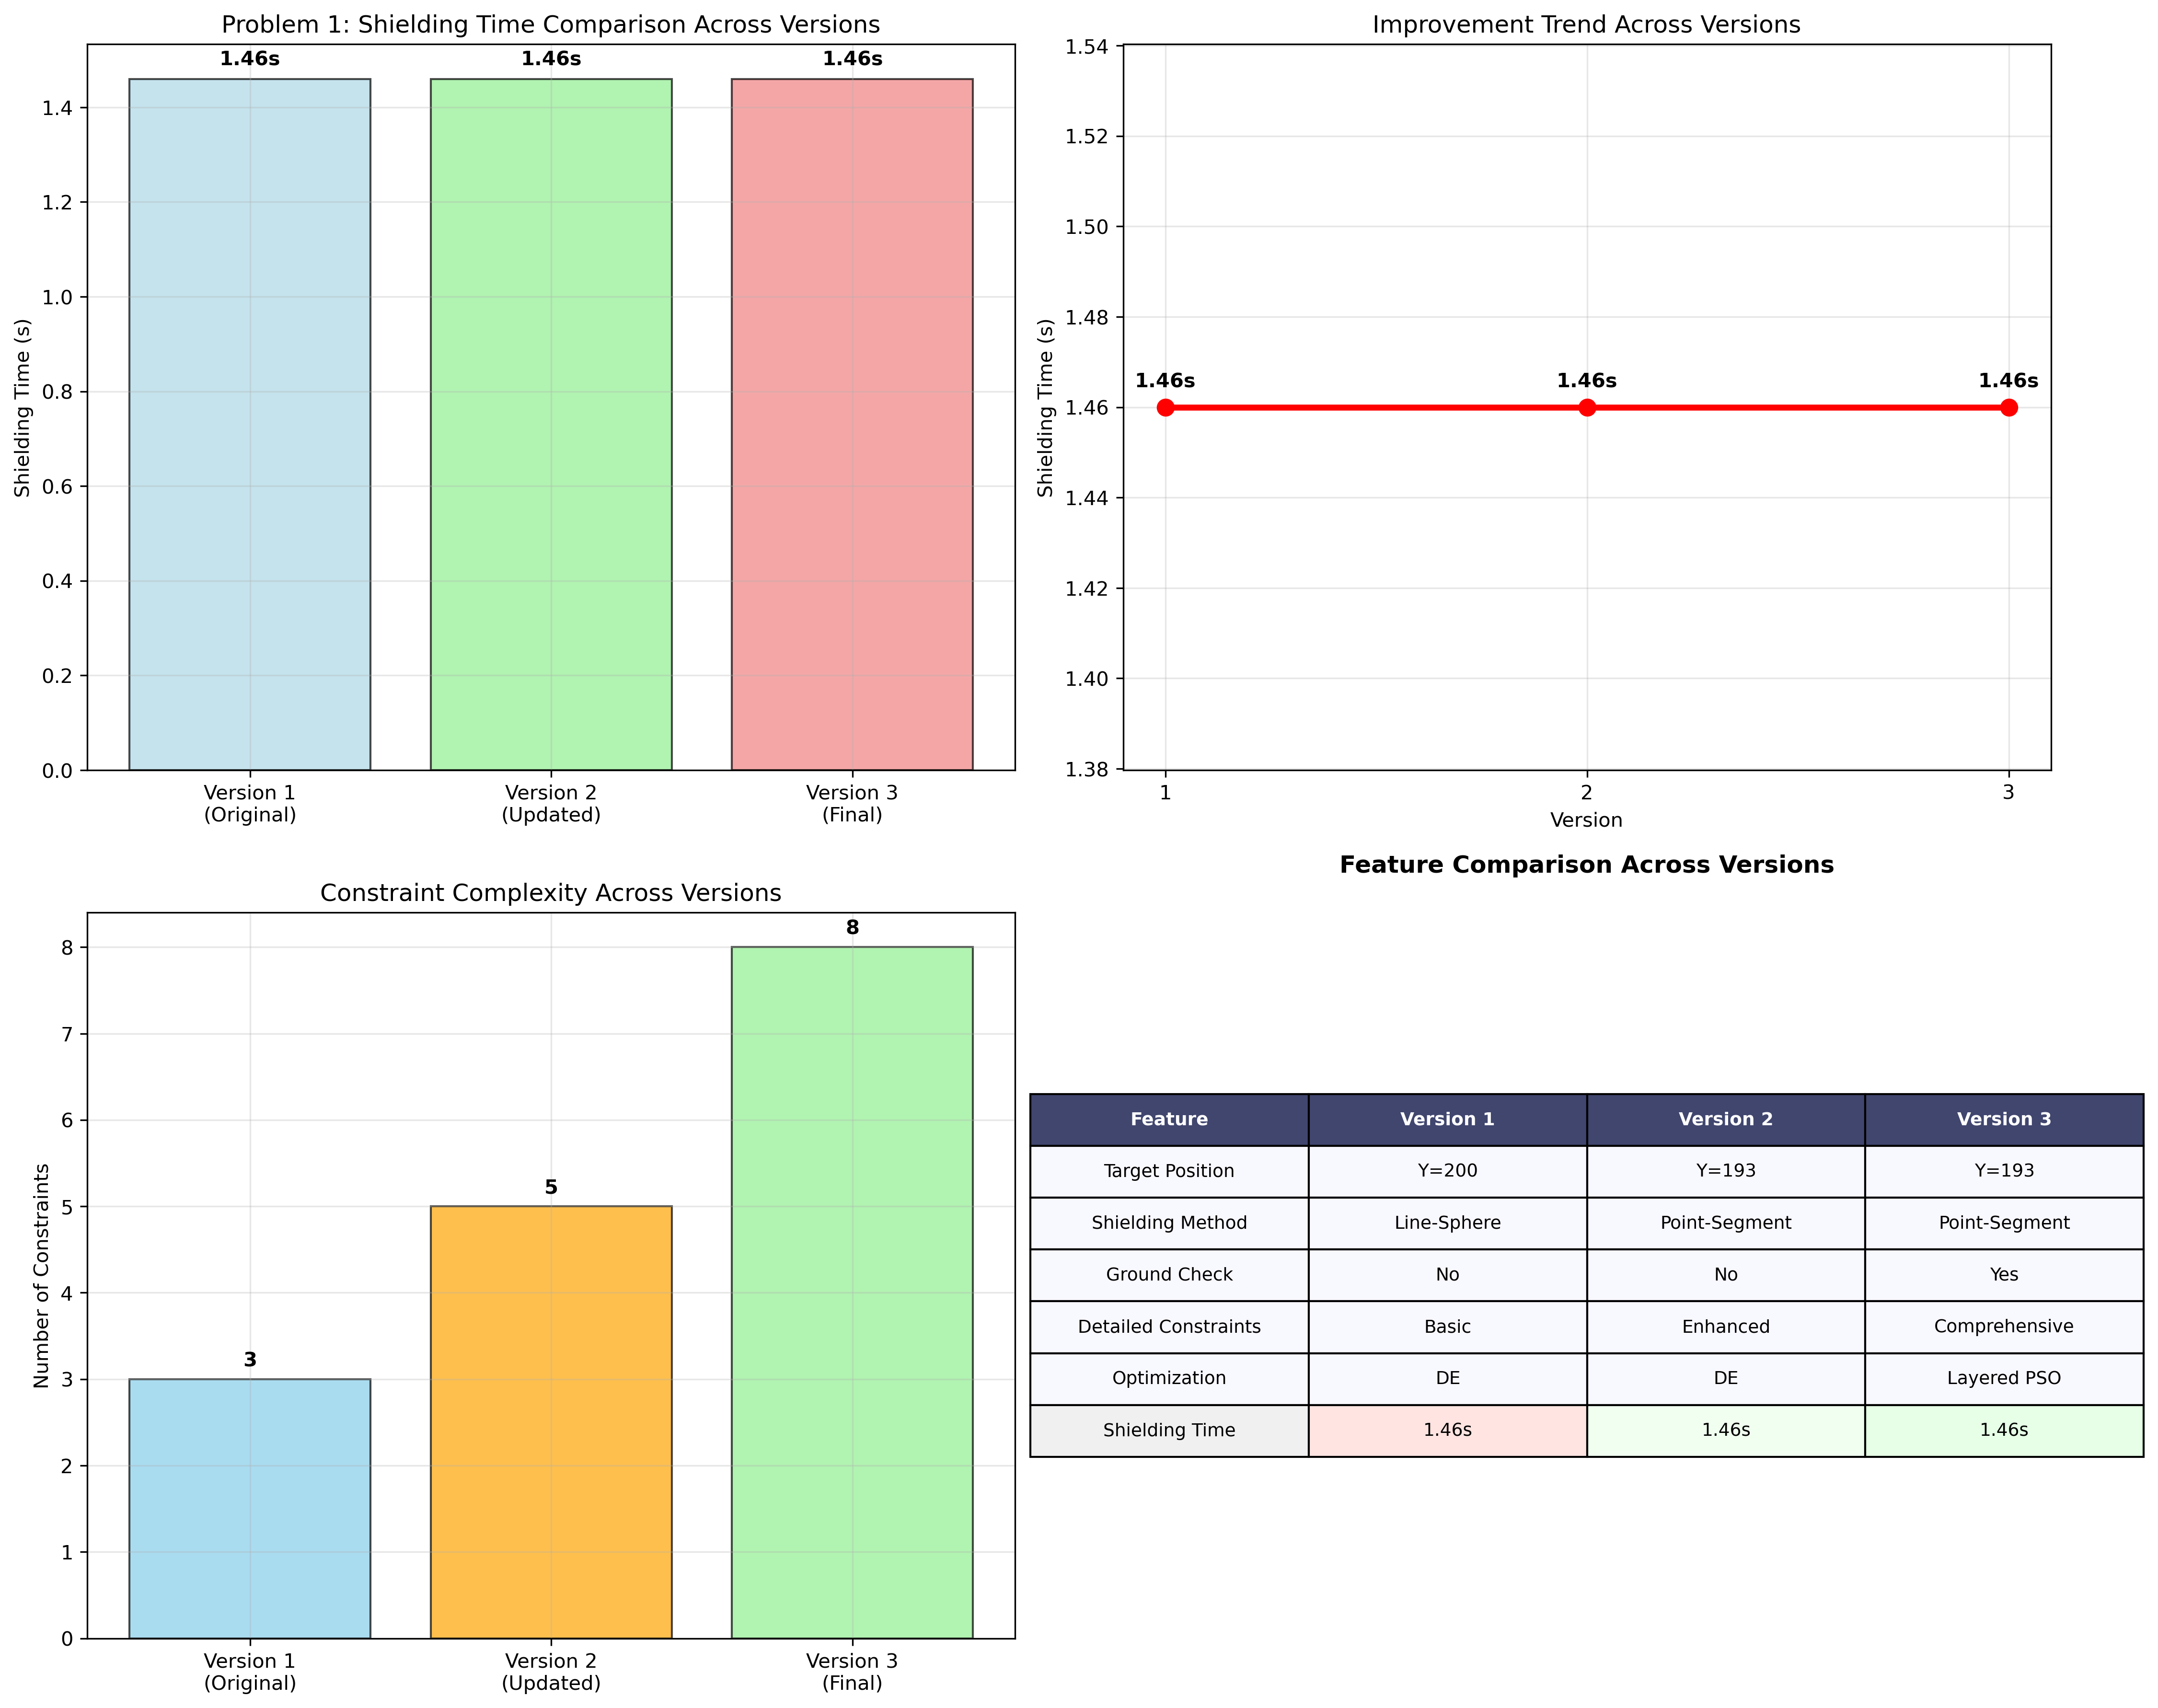 Problem 1: Shielding Time Comparison Across Versions
1.46s 1.46s 1.46s
Shielding Time (s)
1.4
1.2
1.0
0.8
0.6
0.4
0.2
0.0
Version 1 Version 2 Version 3
(Original) (Updated) (Final)
Improvement Trend Across Versions
Shielding Time (s)
1.54
1.52
1.50
1.48
1.46
1.44
1.42
1.40
1.38
1.46s 1.46s 1.46s
1 2 3
Version
Constraint Complexity Across Versions
Number of Constraints
8
7
6
5
4
3
2
1
0
3 5 8
Version 1 Version 2 Version 3
(Original) (Updated) (Final)
Feature Comparison Across Versions
Feature Version 1 Version 2 Version 3
Target Position Y=200 Y=193 Y=193
Shielding Method Line-Sphere Point-Segment Point-Segment
Ground Check No No Yes
Detailed Constraints Basic Enhanced Comprehensive
Optimization DE DE Layered PSO
Shielding Time 1.46s 1.46s 1.46s